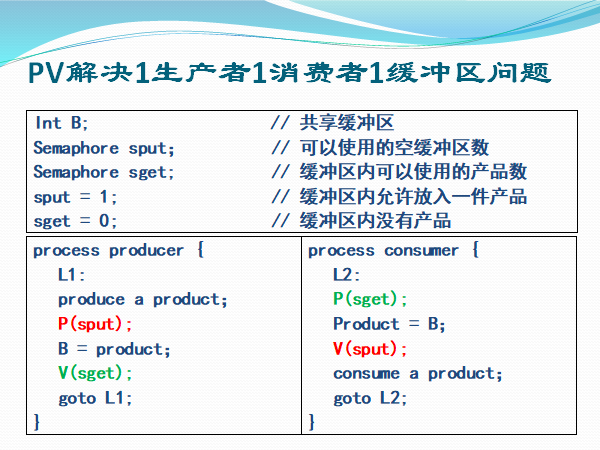 PV解决1生产者1消费者1缓冲区问题
Int B; // 共享缓冲区
Semaphore sput; // 可以使用的空缓冲区数
Semaphore sget; // 缓冲区内可以使用的产品数
sput = 1; // 缓冲区内允许放入一件产品
sget = 0; // 缓冲区内没有产品
process producer {
L1:
produce a product;
P(sput);
B = product;
V(sget);
goto L1;
}
process consumer {
L2:
P(sget);
Product = B;
V(sput);
consume a product;
goto L2;
}